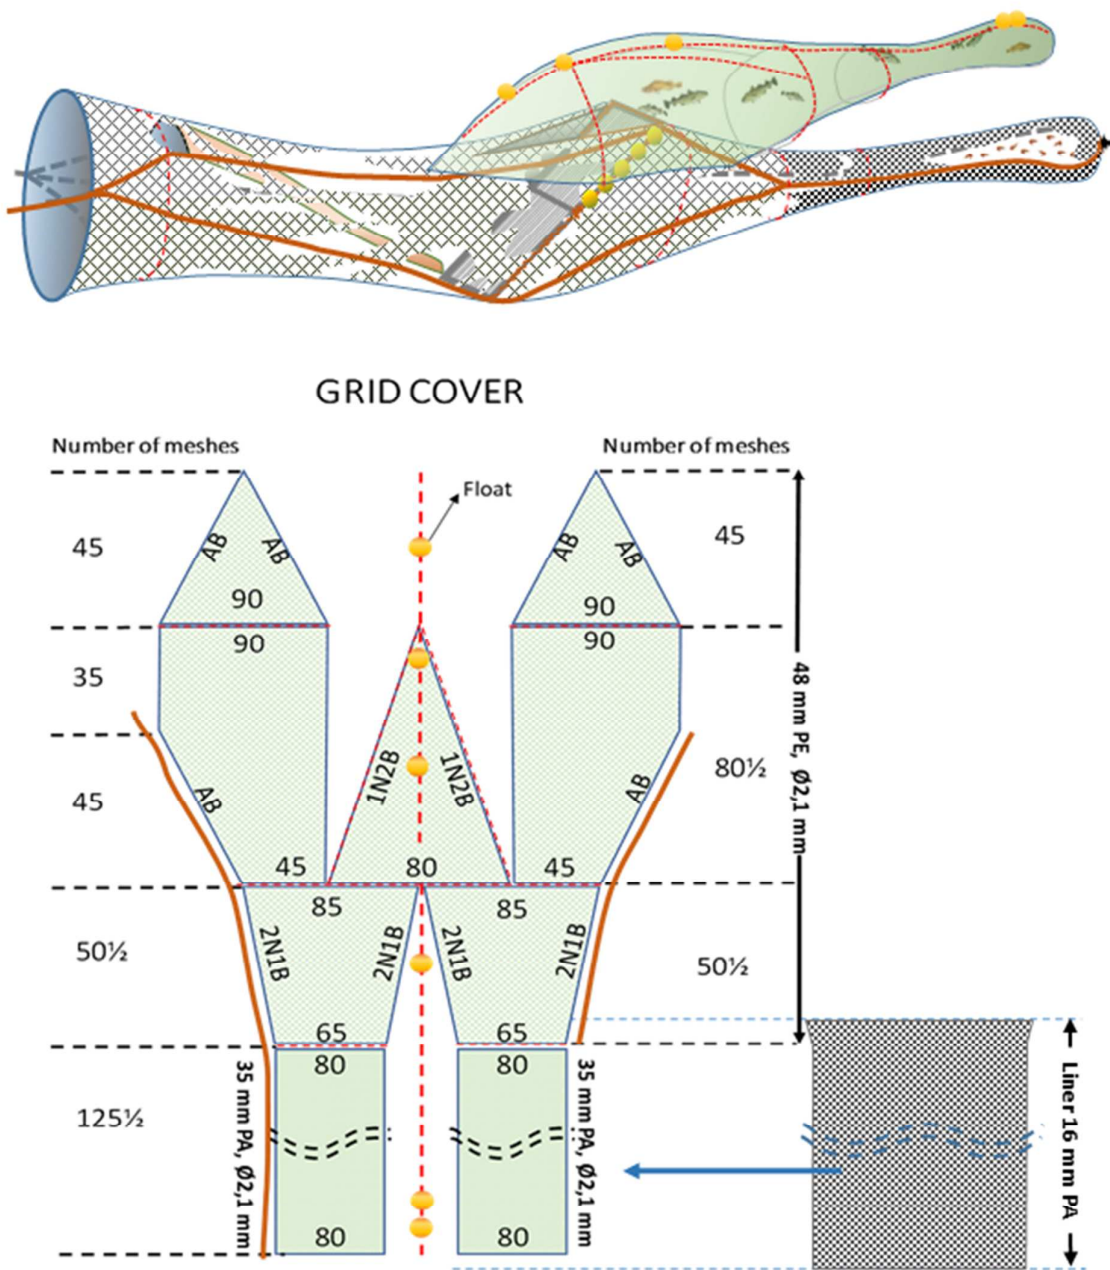 GRID COVER
Number of meshes
Number of meshes
Float
45
AB
AB
90
AB
AB
90
45
35
90
90
45
AB
1N2B
1N2B
AB
80½
48 mm PE, Ø2,1 mm
45
80
45
50½
85
85
2N1B
2N1B
2N1B
2N1B
50½
65
65
125½
35 mm PA, Ø2,1 mm
80
80
35 mm PA, Ø2,1 mm
80
80
Liner 16 mm PA